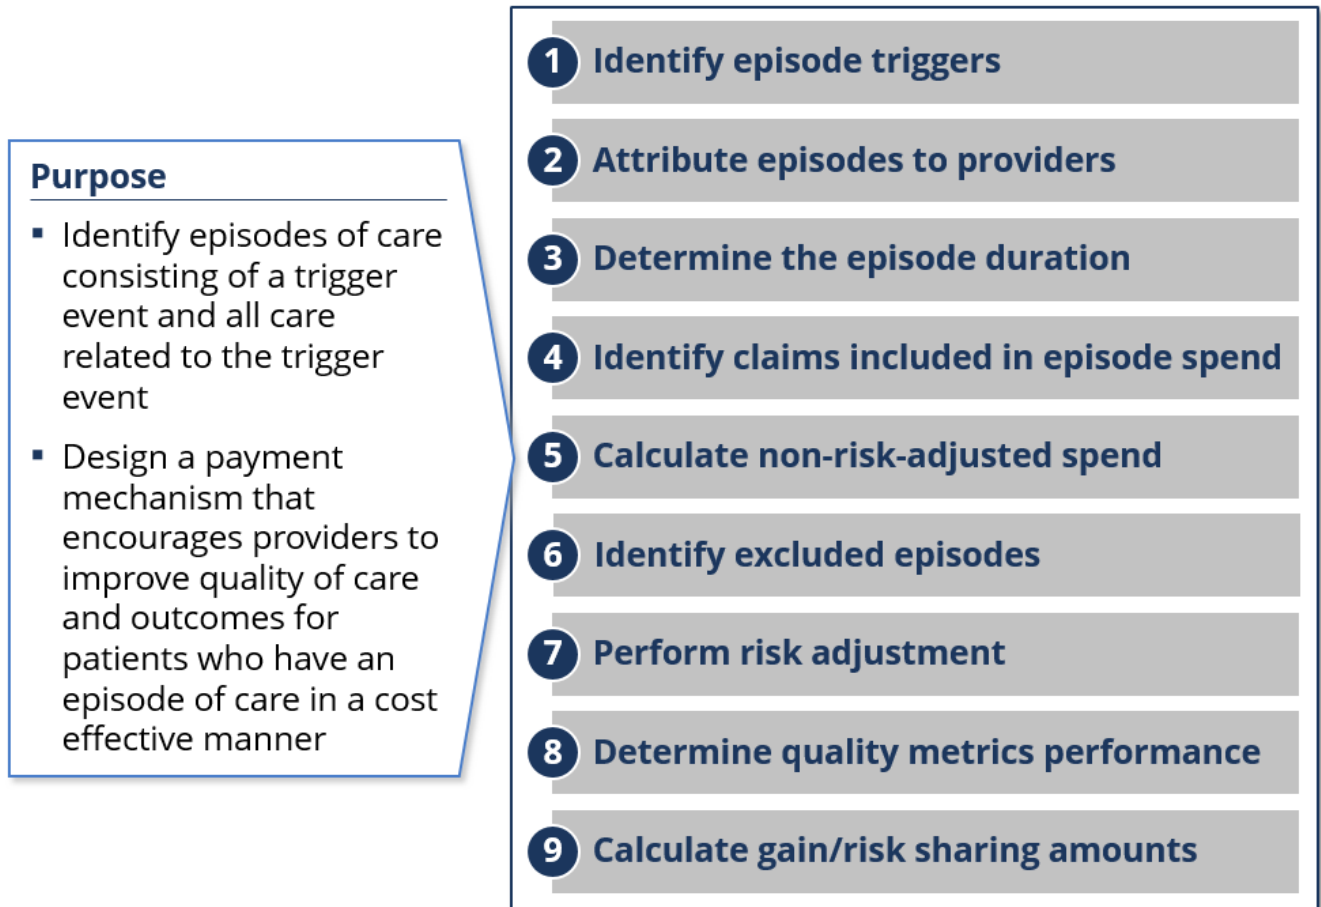 Purpose
▪ Identify episodes of care
consisting of a trigger
event and all care
related to the trigger
event
▪ Design a payment
mechanism that
encourages providers to
improve quality of care
and outcomes for
patients who have an
episode of care in a cost
effective manner
1 Identify episode triggers
2 Attribute episodes to providers
3 Determine the episode duration
4 Identify claims included in episode spend
5 Calculate non-risk-adjusted spend
6 Identify excluded episodes
7 Perform risk adjustment
8 Determine quality metrics performance
9 Calculate gain/risk sharing amounts